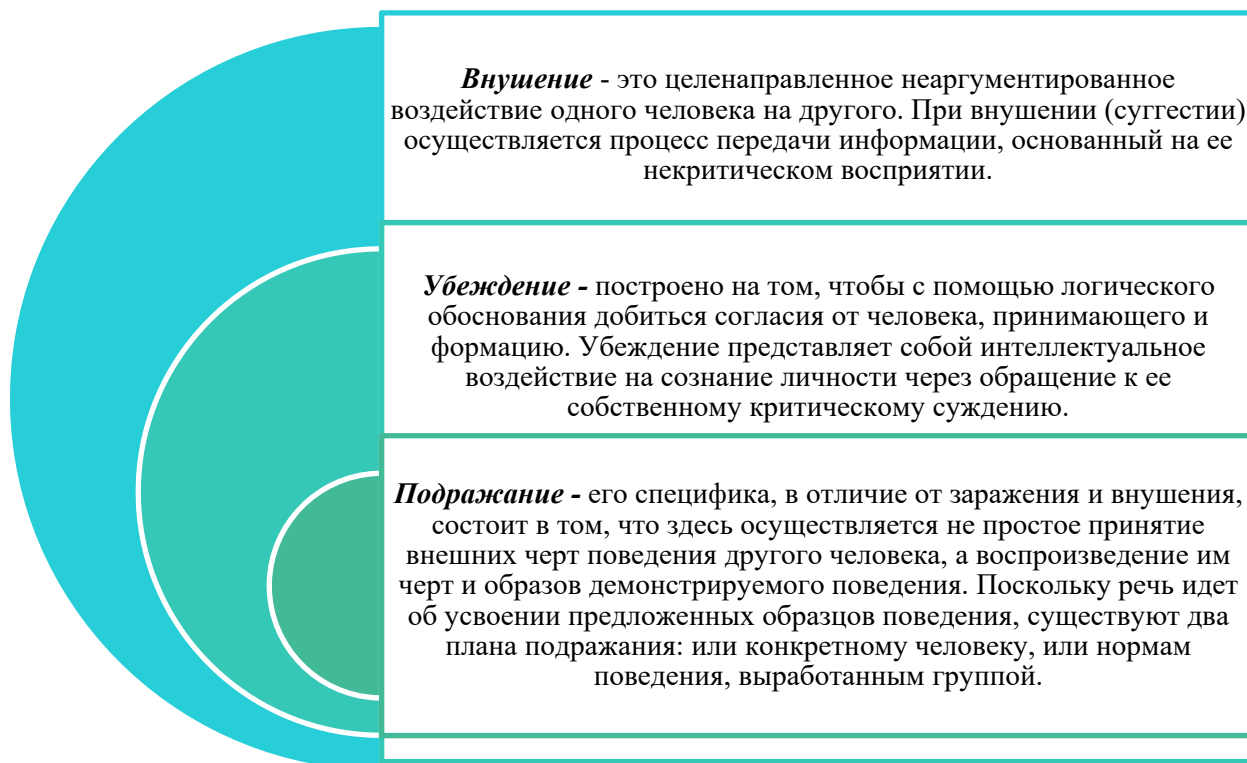 Внушение - это целенаправленное неаргументированное
воздействие одного человека на другого. При внушении (суггестии)
осуществляется процесс передачи информации, основанный на ее
некритическом восприятии.
Убеждение - построено на том, чтобы с помощью логического
обоснования добиться согласия от человека, принимающего и
формацию. Убеждение представляет собой интеллектуальное
воздействие на сознание личности через обращение к ее
собственному критическому суждению.
Подражание - его специфика, в отличие от заражения и внушения,
состоит в том, что здесь осуществляется не простое принятие
внешних черт поведения другого человека, а воспроизведение им
черт и образов демонстрируемого поведения. Поскольку речь идет
об усвоении предложенных образцов поведения, существуют два
плана подражания: или конкретному человеку, или нормам
поведения, выработанным группой.